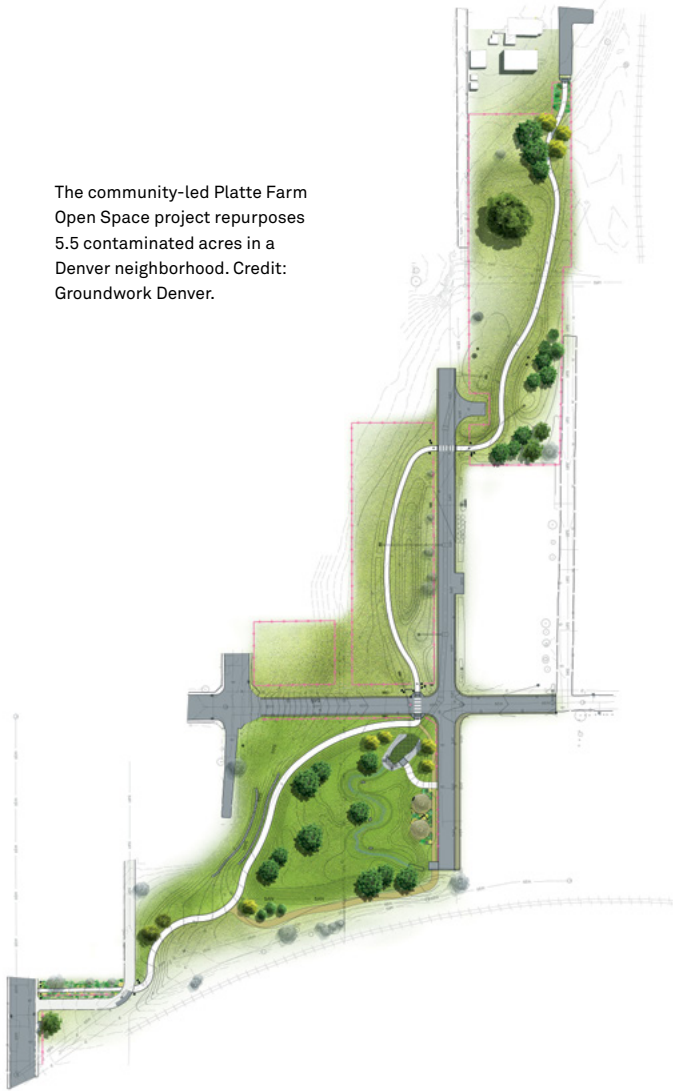 The community-led Platte Farm
Open Space project repurposes
5.5 contaminated acres in a
Denver neighborhood. Credit:
Groundwork Denver.